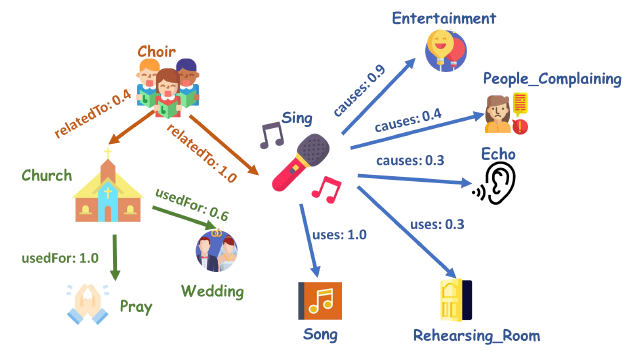 Entertainment
Choir
causes: 0.9
People_Complaining
relatedTo: 0.4
Sing
causes: 0.4
relatedTo: 1.0
causes: 0.3
Echo
Church
usedFor: 0.6
uses: 1.0
uses: 0.3
usedFor: 1.0
Wedding
Pray
Song
Rehearsing_Room